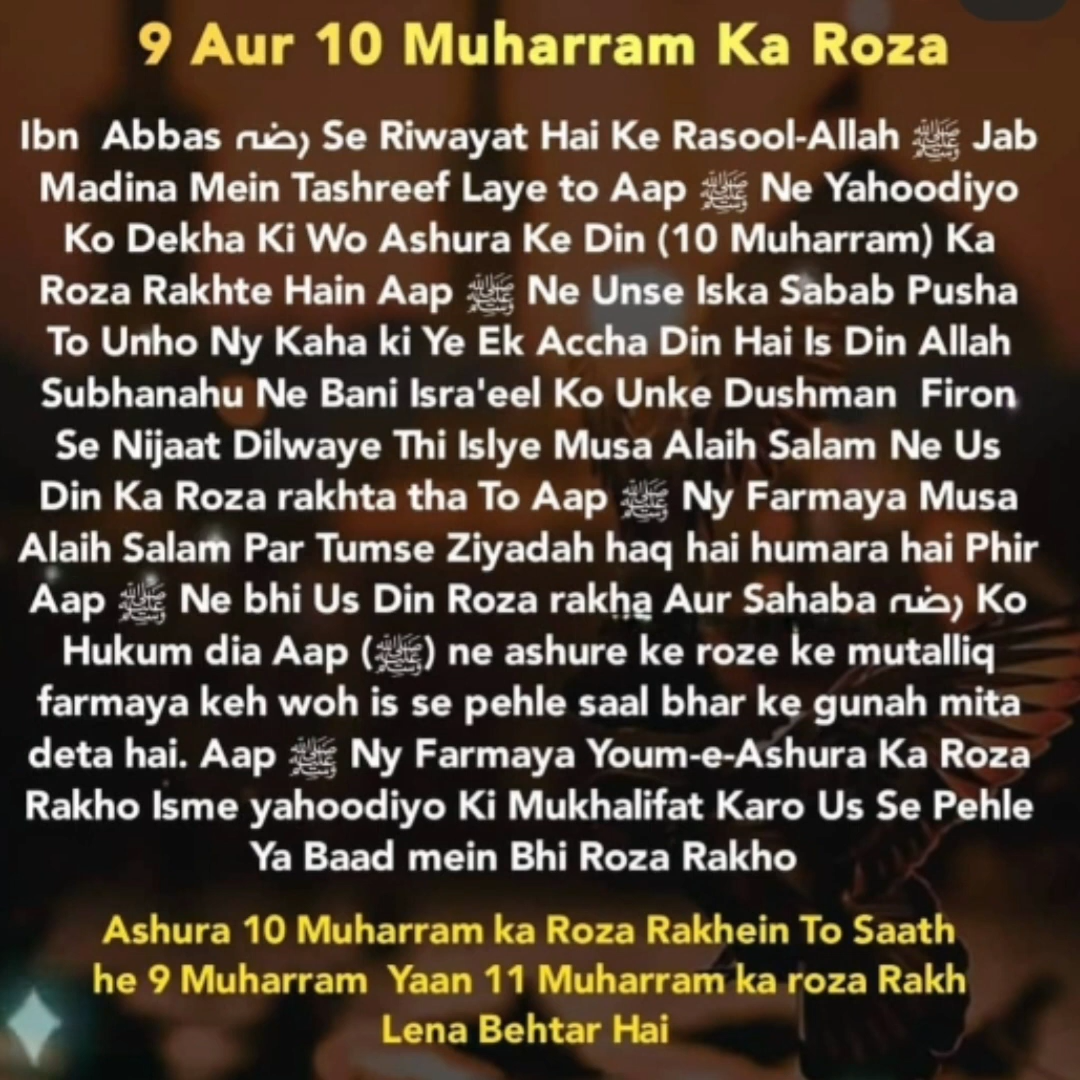 9 Aur 10 Muharram Ka Roza
Ibn Abbas رضہ Se Riwayat Hai Ke Rasool-Allah ﷺ Jab
Madina Mein Tashreef Laye to Aap ﷺ Ne Yahoodiyo
Ko Dekha Ki Wo Ashura Ke Din (10 Muharram) Ka
Roza Rakhte Hain Aap ﷺ Ne Unse Iska Sabab Pusha
To Unho Ny Kaha ki Ye Ek Accha Din Hai Is Din Allah
Subhanahu Ne Bani Isra'eel Ko Unke Dushman Firon
Se Nijaat Dilwaye Thi Islye Musa Alaih Salam Ne Us
Din Ka Roza rakhta tha To Aap ﷺ Ny Farmaya Musa
Alaih Salam Par Tumse Ziyadah haq hai humara hai Phir
Aap ﷺ Ne bhi Us Din Roza rakha Aur Sahaba رضہ Ko
Hukum dia Aap (ﷺ) ne ashure ke roze ke mutalliq
farmaya keh woh is se pehle saal bhar ke gunah mita
deta hai. Aap ﷺ Ny Farmaya Youm-e-Ashura Ka Roza
Rakho Isme yahoodiyo Ki Mukhalifat Karo Us Se Pehle
Ya Baad mein Bhi Roza Rakho
Ashura 10 Muharram ka Roza Rakhein To Saath
he 9 Muharram Yaan 11 Muharram ka roza Rakh
Lena Behtar Hai